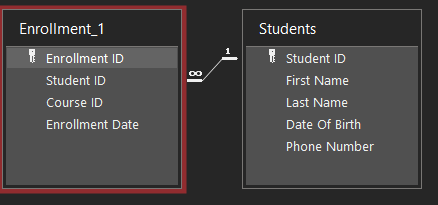 Enrollment_1
Enrollment ID
Student ID
Course ID
Enrollment Date
∞
1
Students
Student ID
First Name
Last Name
Date Of Birth
Phone Number